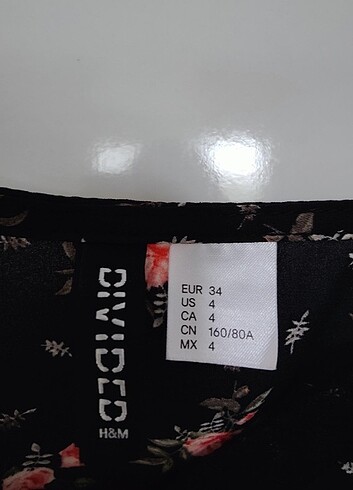 DIVIDED
H&M
EUR 34
US 4
CA 4
CN 160/80A
MX 4